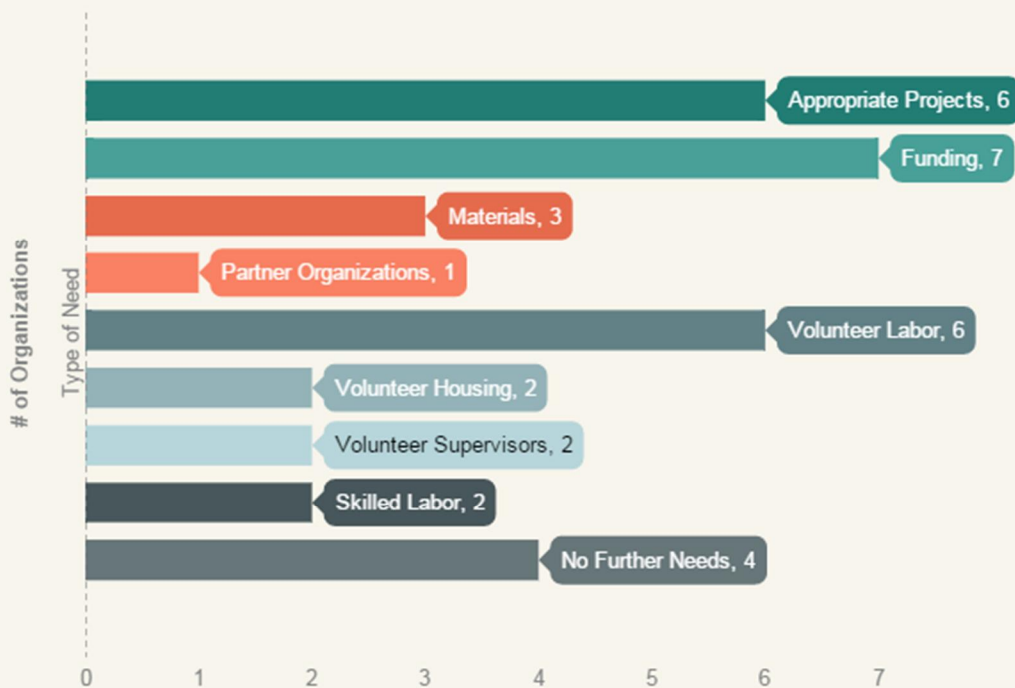 Appropriate Projects, 6
Funding, 7
Materials, 3
Partner Organizations, 1
Volunteer Labor, 6
Volunteer Housing, 2
Volunteer Supervisors, 2
Skilled Labor, 2
No Further Needs, 4
# of Organizations
Type of Need
0 1 2 3 4 5 6 7